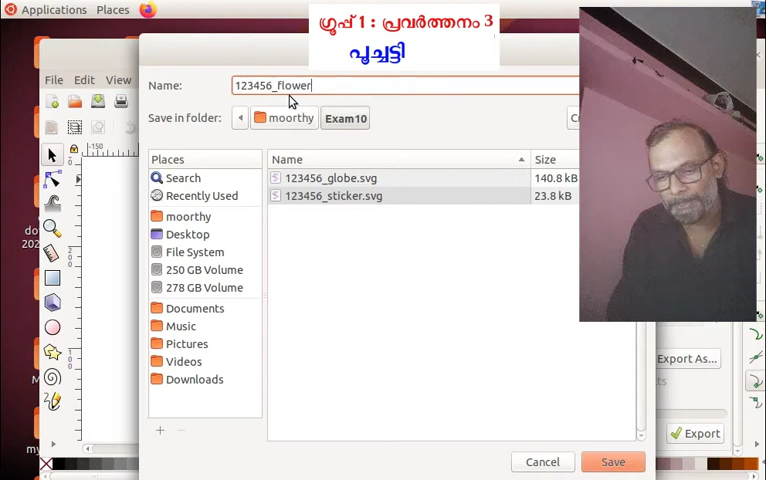 Applications Places
ഗ്രൂപ്പ് 1 : പ്രവർത്തനം 3
പൂച്ചട്ടി
File Edit View
Name: 123456_flower
Save in folder: moorthy Exam10
Places Name Size
Search 123456_globe.svg 140.8 kB
Recently Used 123456_sticker.svg 23.8 kB
moorthy
Desktop
File System
250 GB Volume
278 GB Volume
Documents
Music
Pictures
Videos
Downloads
-150
Export As...
Export
Cancel Save